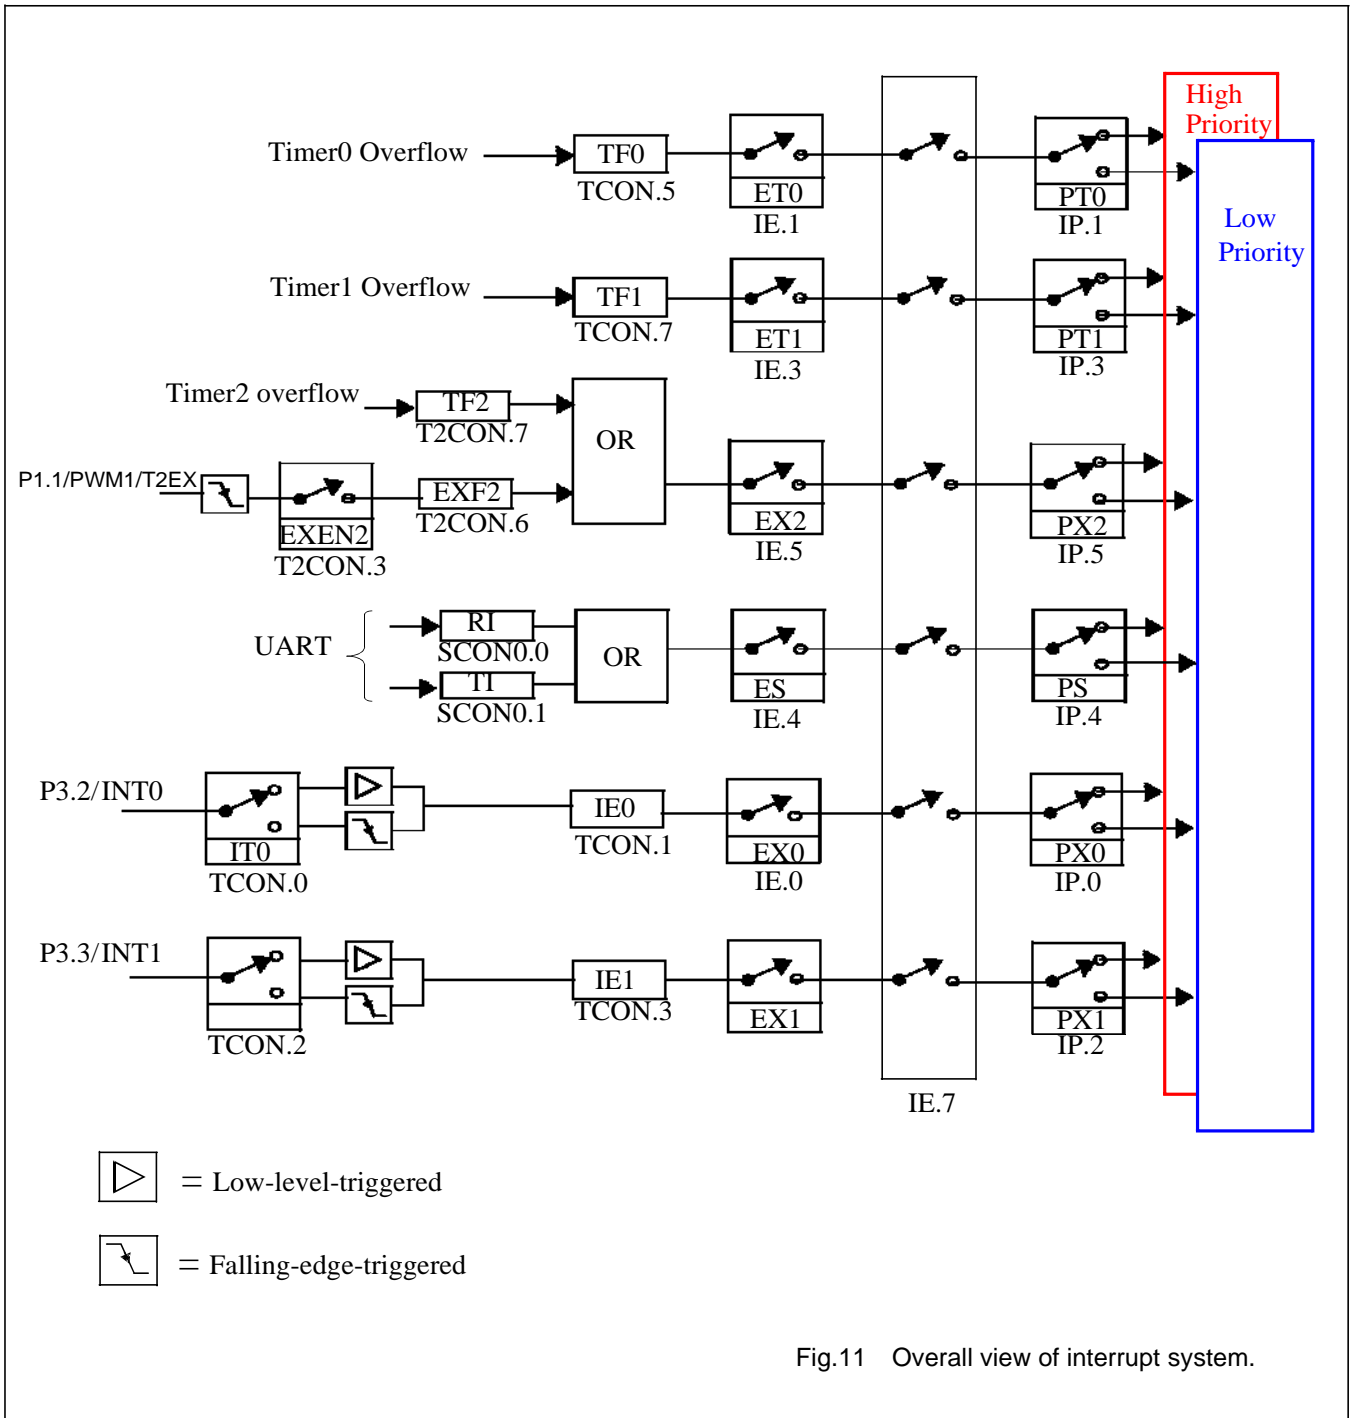 High
Priority
Low
Priority
Timer0 Overflow
TF0
TCON.5
ET0
IE.1
PT0
IP.1
Timer1 Overflow
TF1
TCON.7
ET1
IE.3
PT1
IP.3
Timer2 overflow
TF2
T2CON.7
OR
P1.1/PWM1/T2EX
EXEN2
T2CON.3
EXF2
T2CON.6
EX2
IE.5
PX2
IP.5
UART
RI
SCON0.0
TI
SCON0.1
OR
ES
IE.4
PS
IP.4
P3.2/INT0
IT0
TCON.0
IE0
TCON.1
EX0
IE.0
PX0
IP.0
P3.3/INT1
TCON.2
IE1
TCON.3
EX1
PX1
IP.2
IE.7
= Low-level-triggered
= Falling-edge-triggered
Fig.11 Overall view of interrupt system.